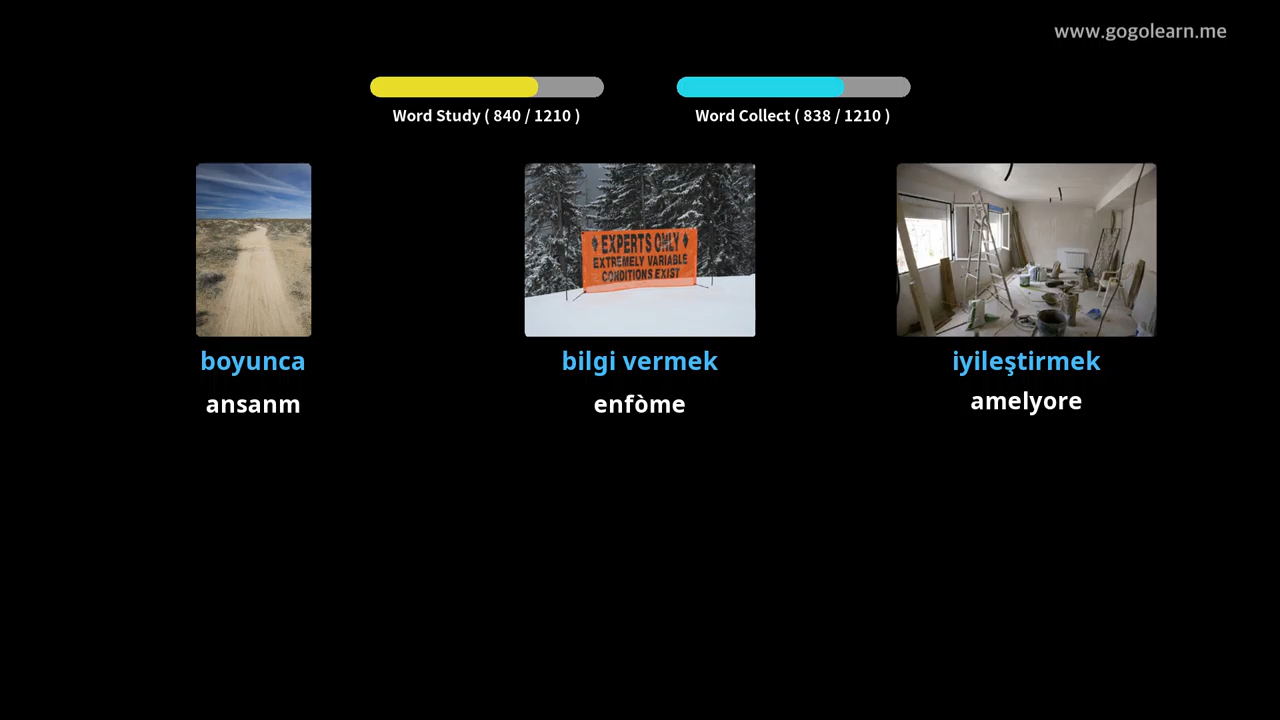 www.gogolearn.me
Word Study ( 840 / 1210 )
Word Collect ( 838 / 1210 )
EXPERTS ONLY
EXTREMELY VARIABLE
CONDITIONS EXIST
boyunca
bilgi vermek
iyileştirmek
ansanm
enfòme
amelyore